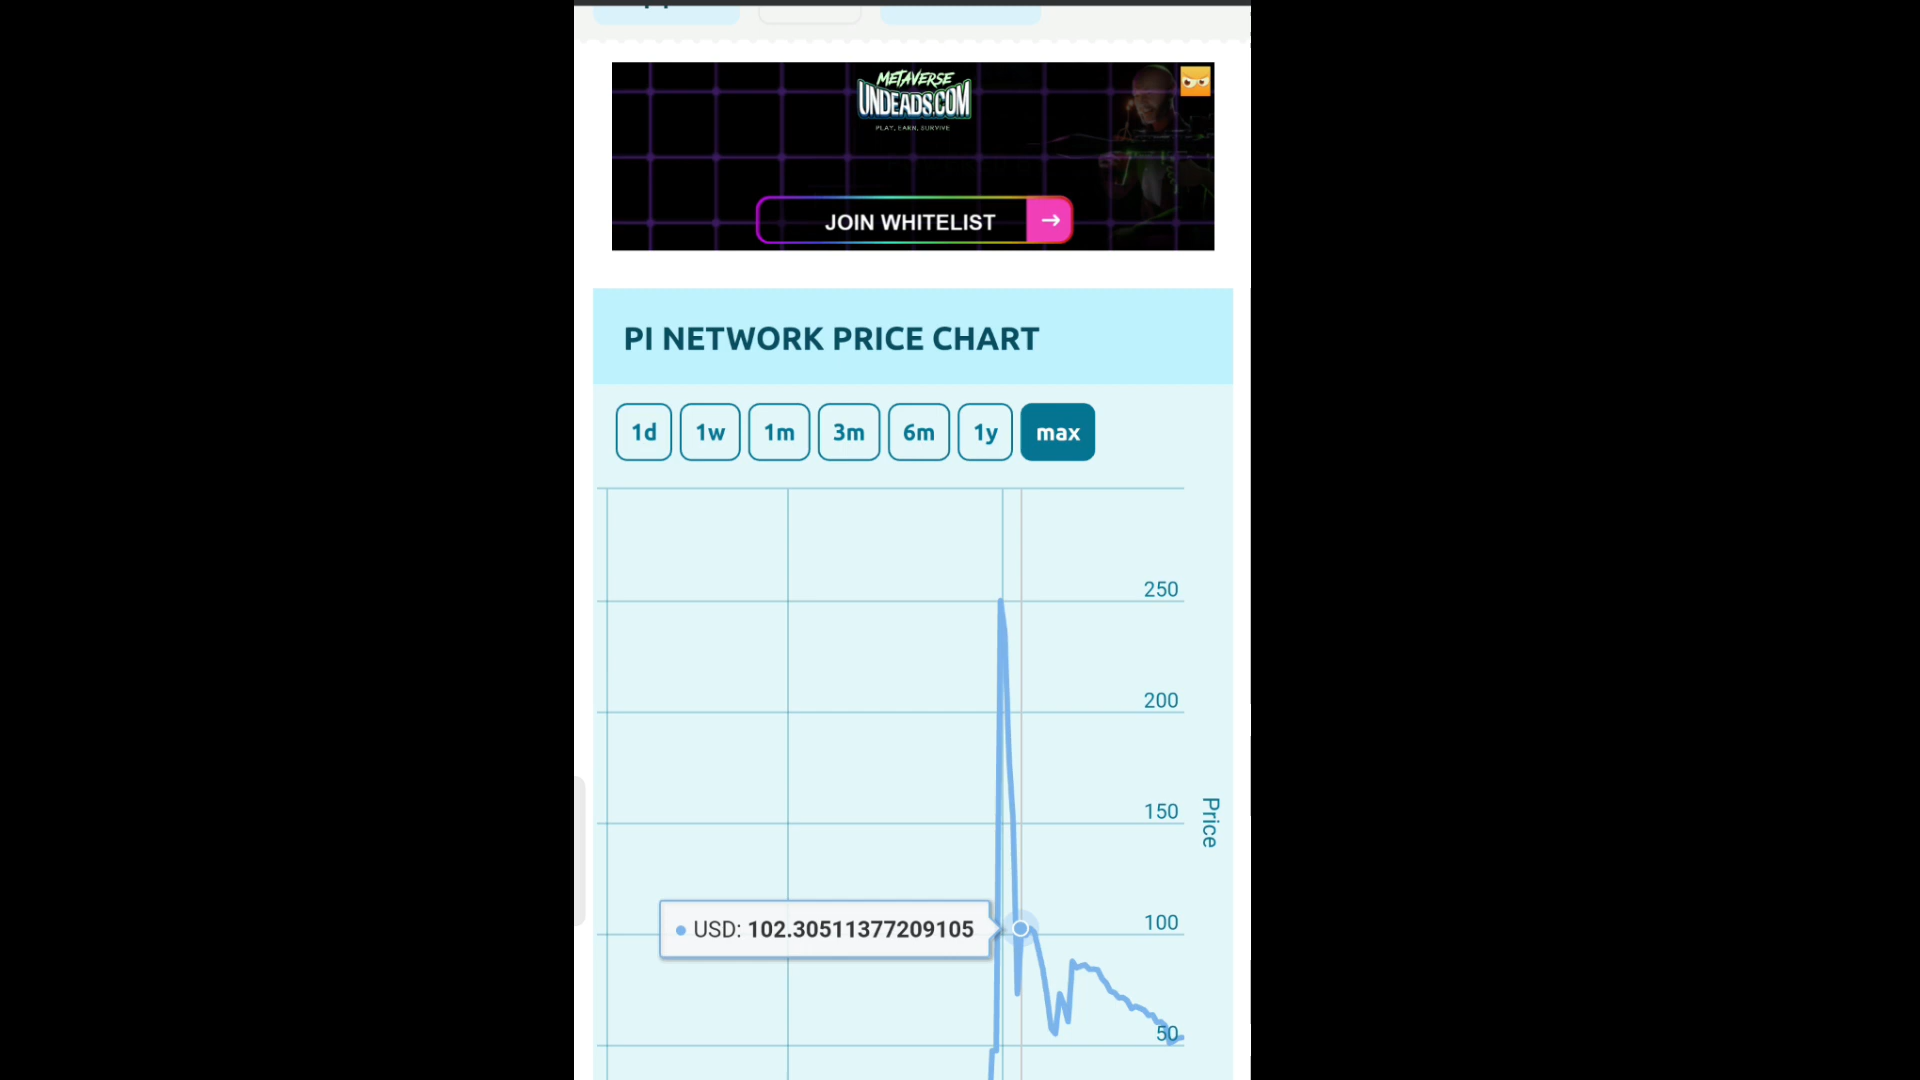 METAVERSE
UNDEADS.COM
PLAY, EARN, SURVIVE
JOIN WHITELIST
PI NETWORK PRICE CHART
1d 1w 1m 3m 6m 1y max
250
200
150
Price
USD: 102.30511377209105
100
50